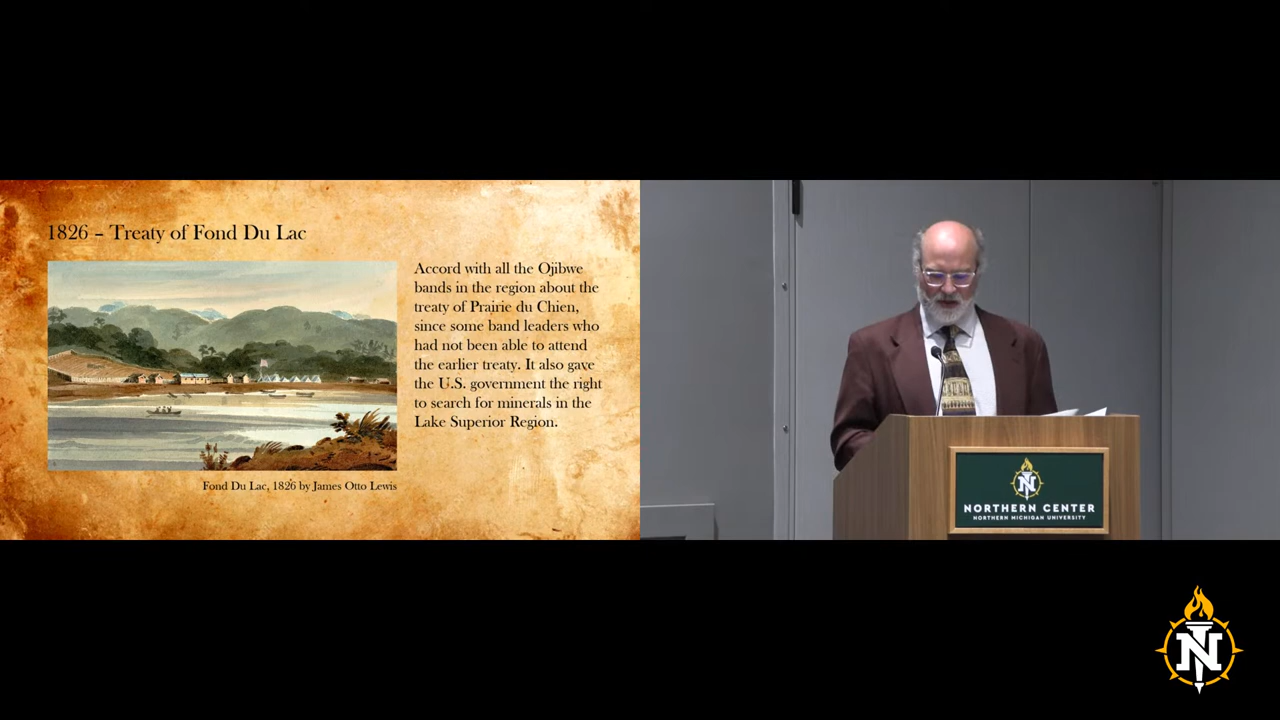 1826 – Treaty of Fond Du Lac
Accord with all the Ojibwe
bands in the region about the
treaty of Prairie du Chien,
since some band leaders who
had not been able to attend
the earlier treaty. It also gave
the U.S. government the right
to search for minerals in the
Lake Superior Region.
Fond Du Lac, 1826 by James Otto Lewis
N
NORTHERN CENTER
NORTHERN MICHIGAN UNIVERSITY
N